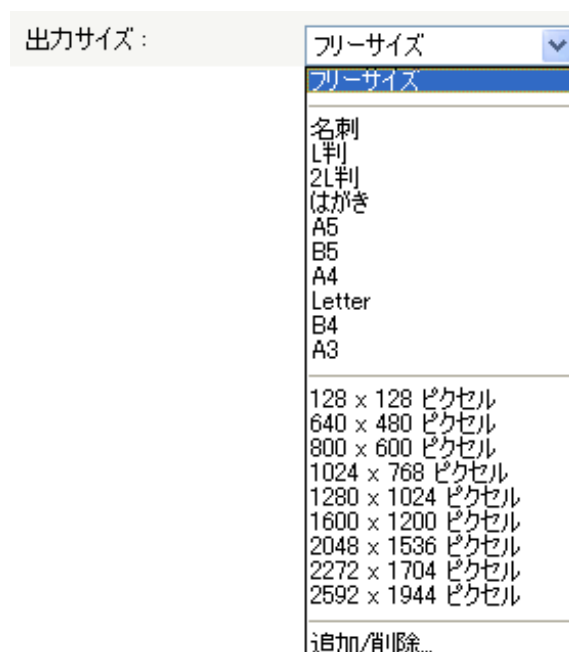 出力サイズ：
フリーサイズ
フリーサイズ
名刺
L判
2L判
はがき
A5
B5
A4
Letter
B4
A3
128 x 128 ピクセル
640 x 480 ピクセル
800 x 600 ピクセル
1024 x 768 ピクセル
1280 x 1024 ピクセル
1600 x 1200 ピクセル
2048 x 1536 ピクセル
2272 x 1704 ピクセル
2592 x 1944 ピクセル
追加/削除...